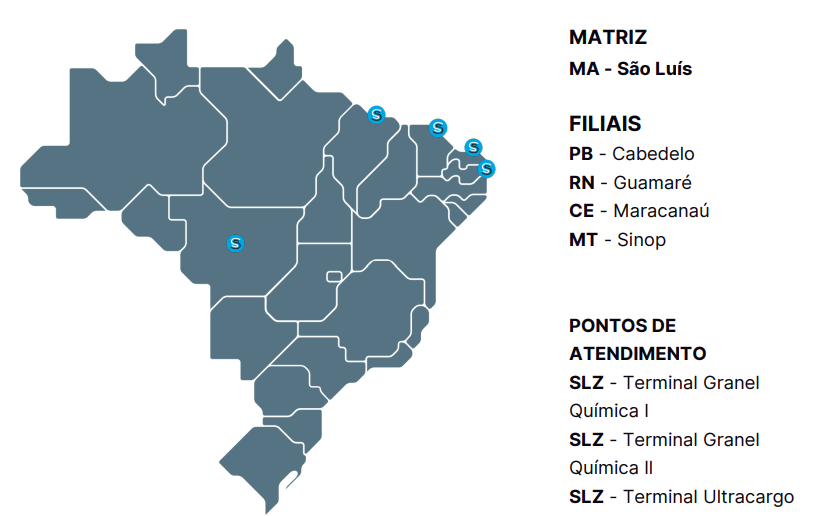 MATRIZ
MA - São Luís
FILIAIS
PB - Cabedelo
RN - Guamaré
CE - Maracanaú
MT - Sinop
PONTOS DE
ATENDIMENTO
SLZ - Terminal Granel
Química I
SLZ - Terminal Granel
Química II
SLZ - Terminal Ultracargo
S
S
S
S
S